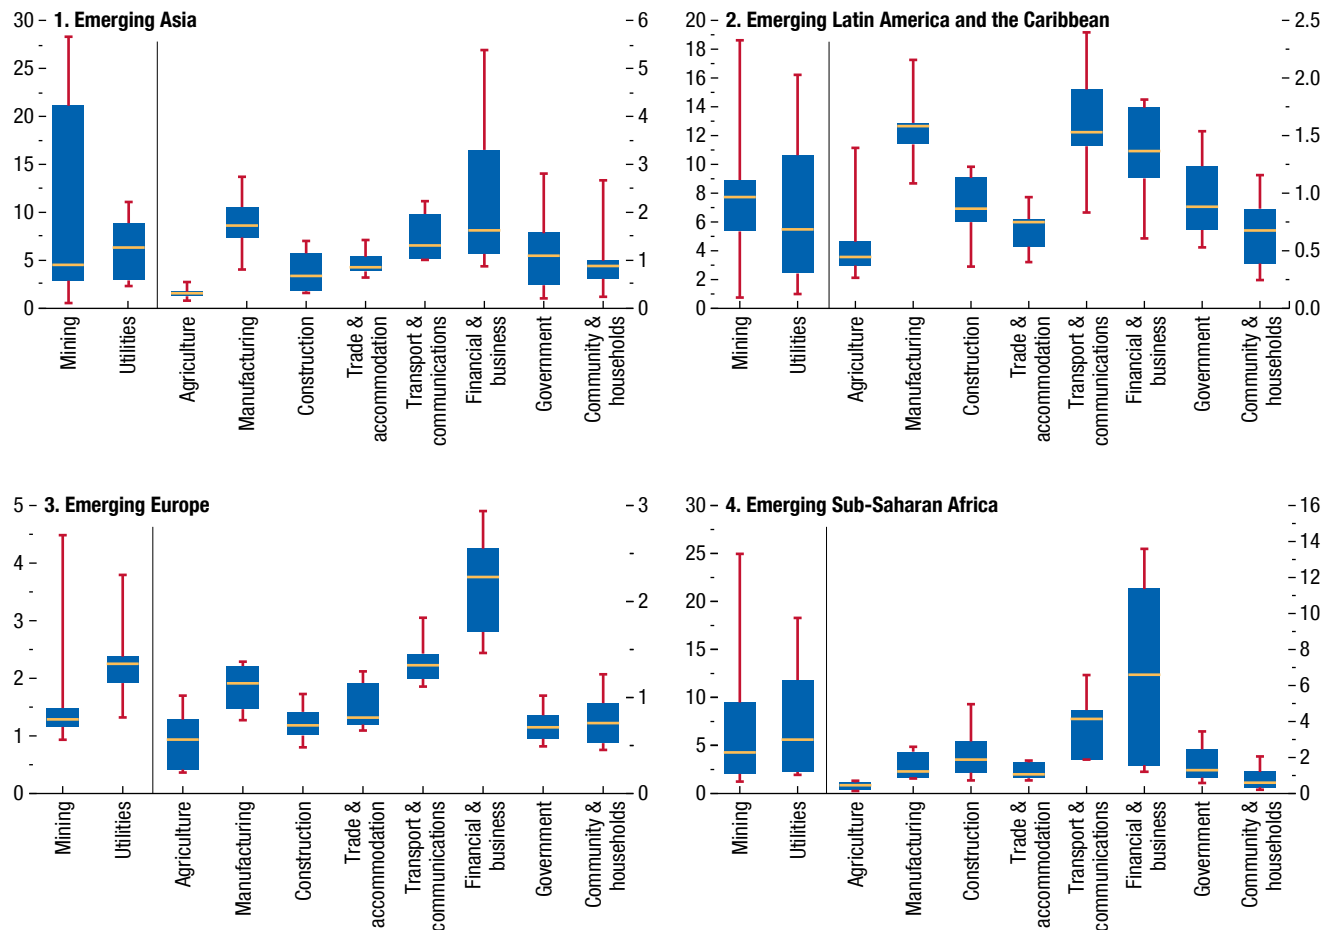 1. Emerging Asia
30
25
20
15
10
5
0
6
5
4
3
2
1
0
Mining
Utilities
Agriculture
Manufacturing
Construction
Trade &
accommodation
Transport &
communications
Financial &
business
Government
Community &
households
2. Emerging Latin America and the Caribbean
20
18
16
14
12
10
8
6
4
2
0
2.5
2.0
1.5
1.0
0.5
0.0
Mining
Utilities
Agriculture
Manufacturing
Construction
Trade &
accommodation
Transport &
communications
Financial &
business
Government
Community &
households
3. Emerging Europe
5
4
3
2
1
0
3
2
1
0
Mining
Utilities
Agriculture
Manufacturing
Construction
Trade &
accommodation
Transport &
communications
Financial &
business
Government
Community &
households
4. Emerging Sub-Saharan Africa
30
25
20
15
10
5
0
16
14
12
10
8
6
4
2
0
Mining
Utilities
Agriculture
Manufacturing
Construction
Trade &
accommodation
Transport &
communications
Financial &
business
Government
Community &
households